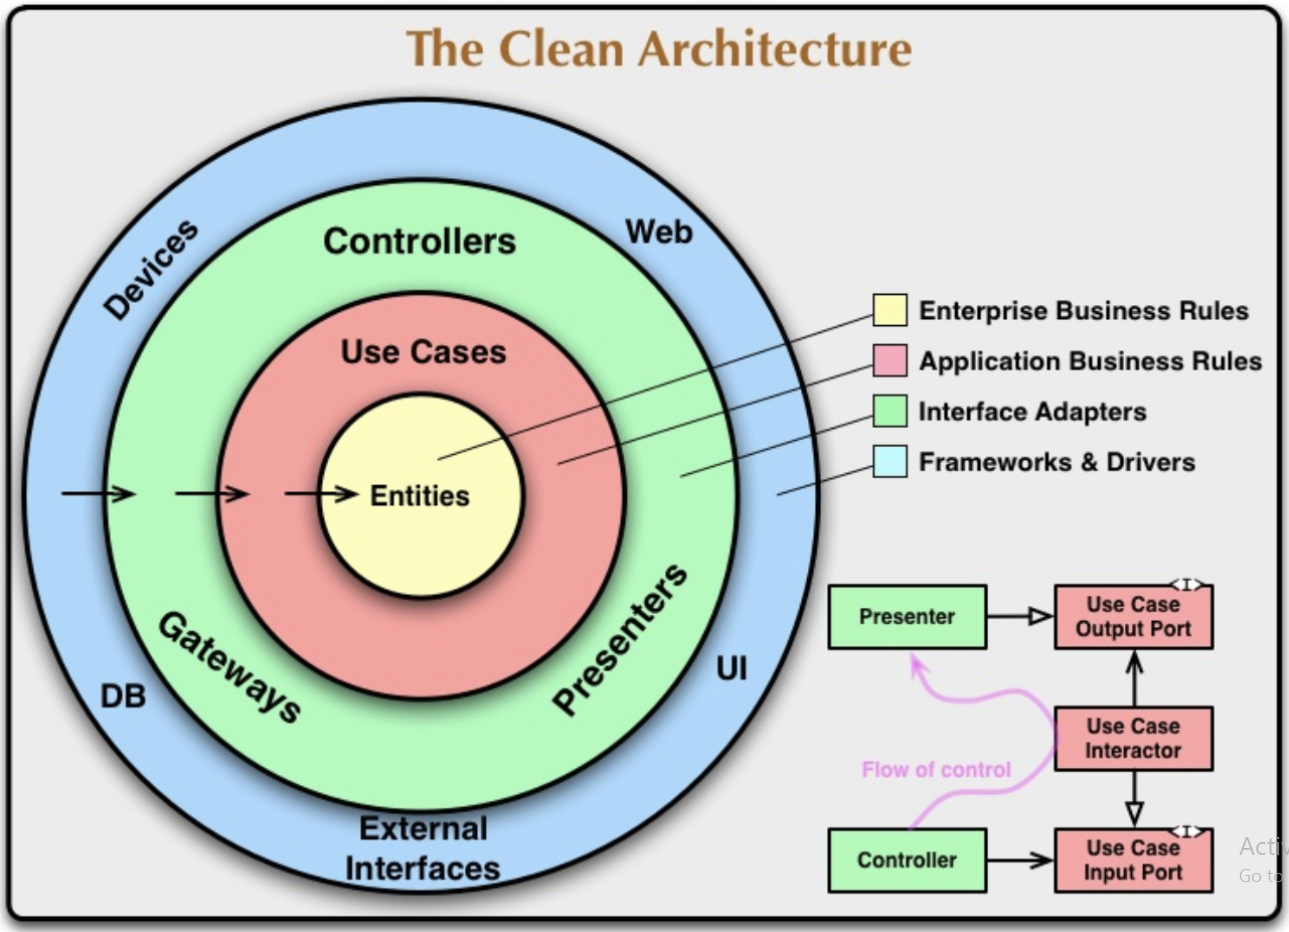 The Clean Architecture
Devices
Controllers
Web
Use Cases
Entities
Gateways
Presenters
DB
UI
External
Interfaces
Enterprise Business Rules
Application Business Rules
Interface Adapters
Frameworks & Drivers
Presenter
<I>
Use Case
Output Port
Use Case
Interactor
Flow of control
Controller
<I>
Use Case
Input Port
Go to